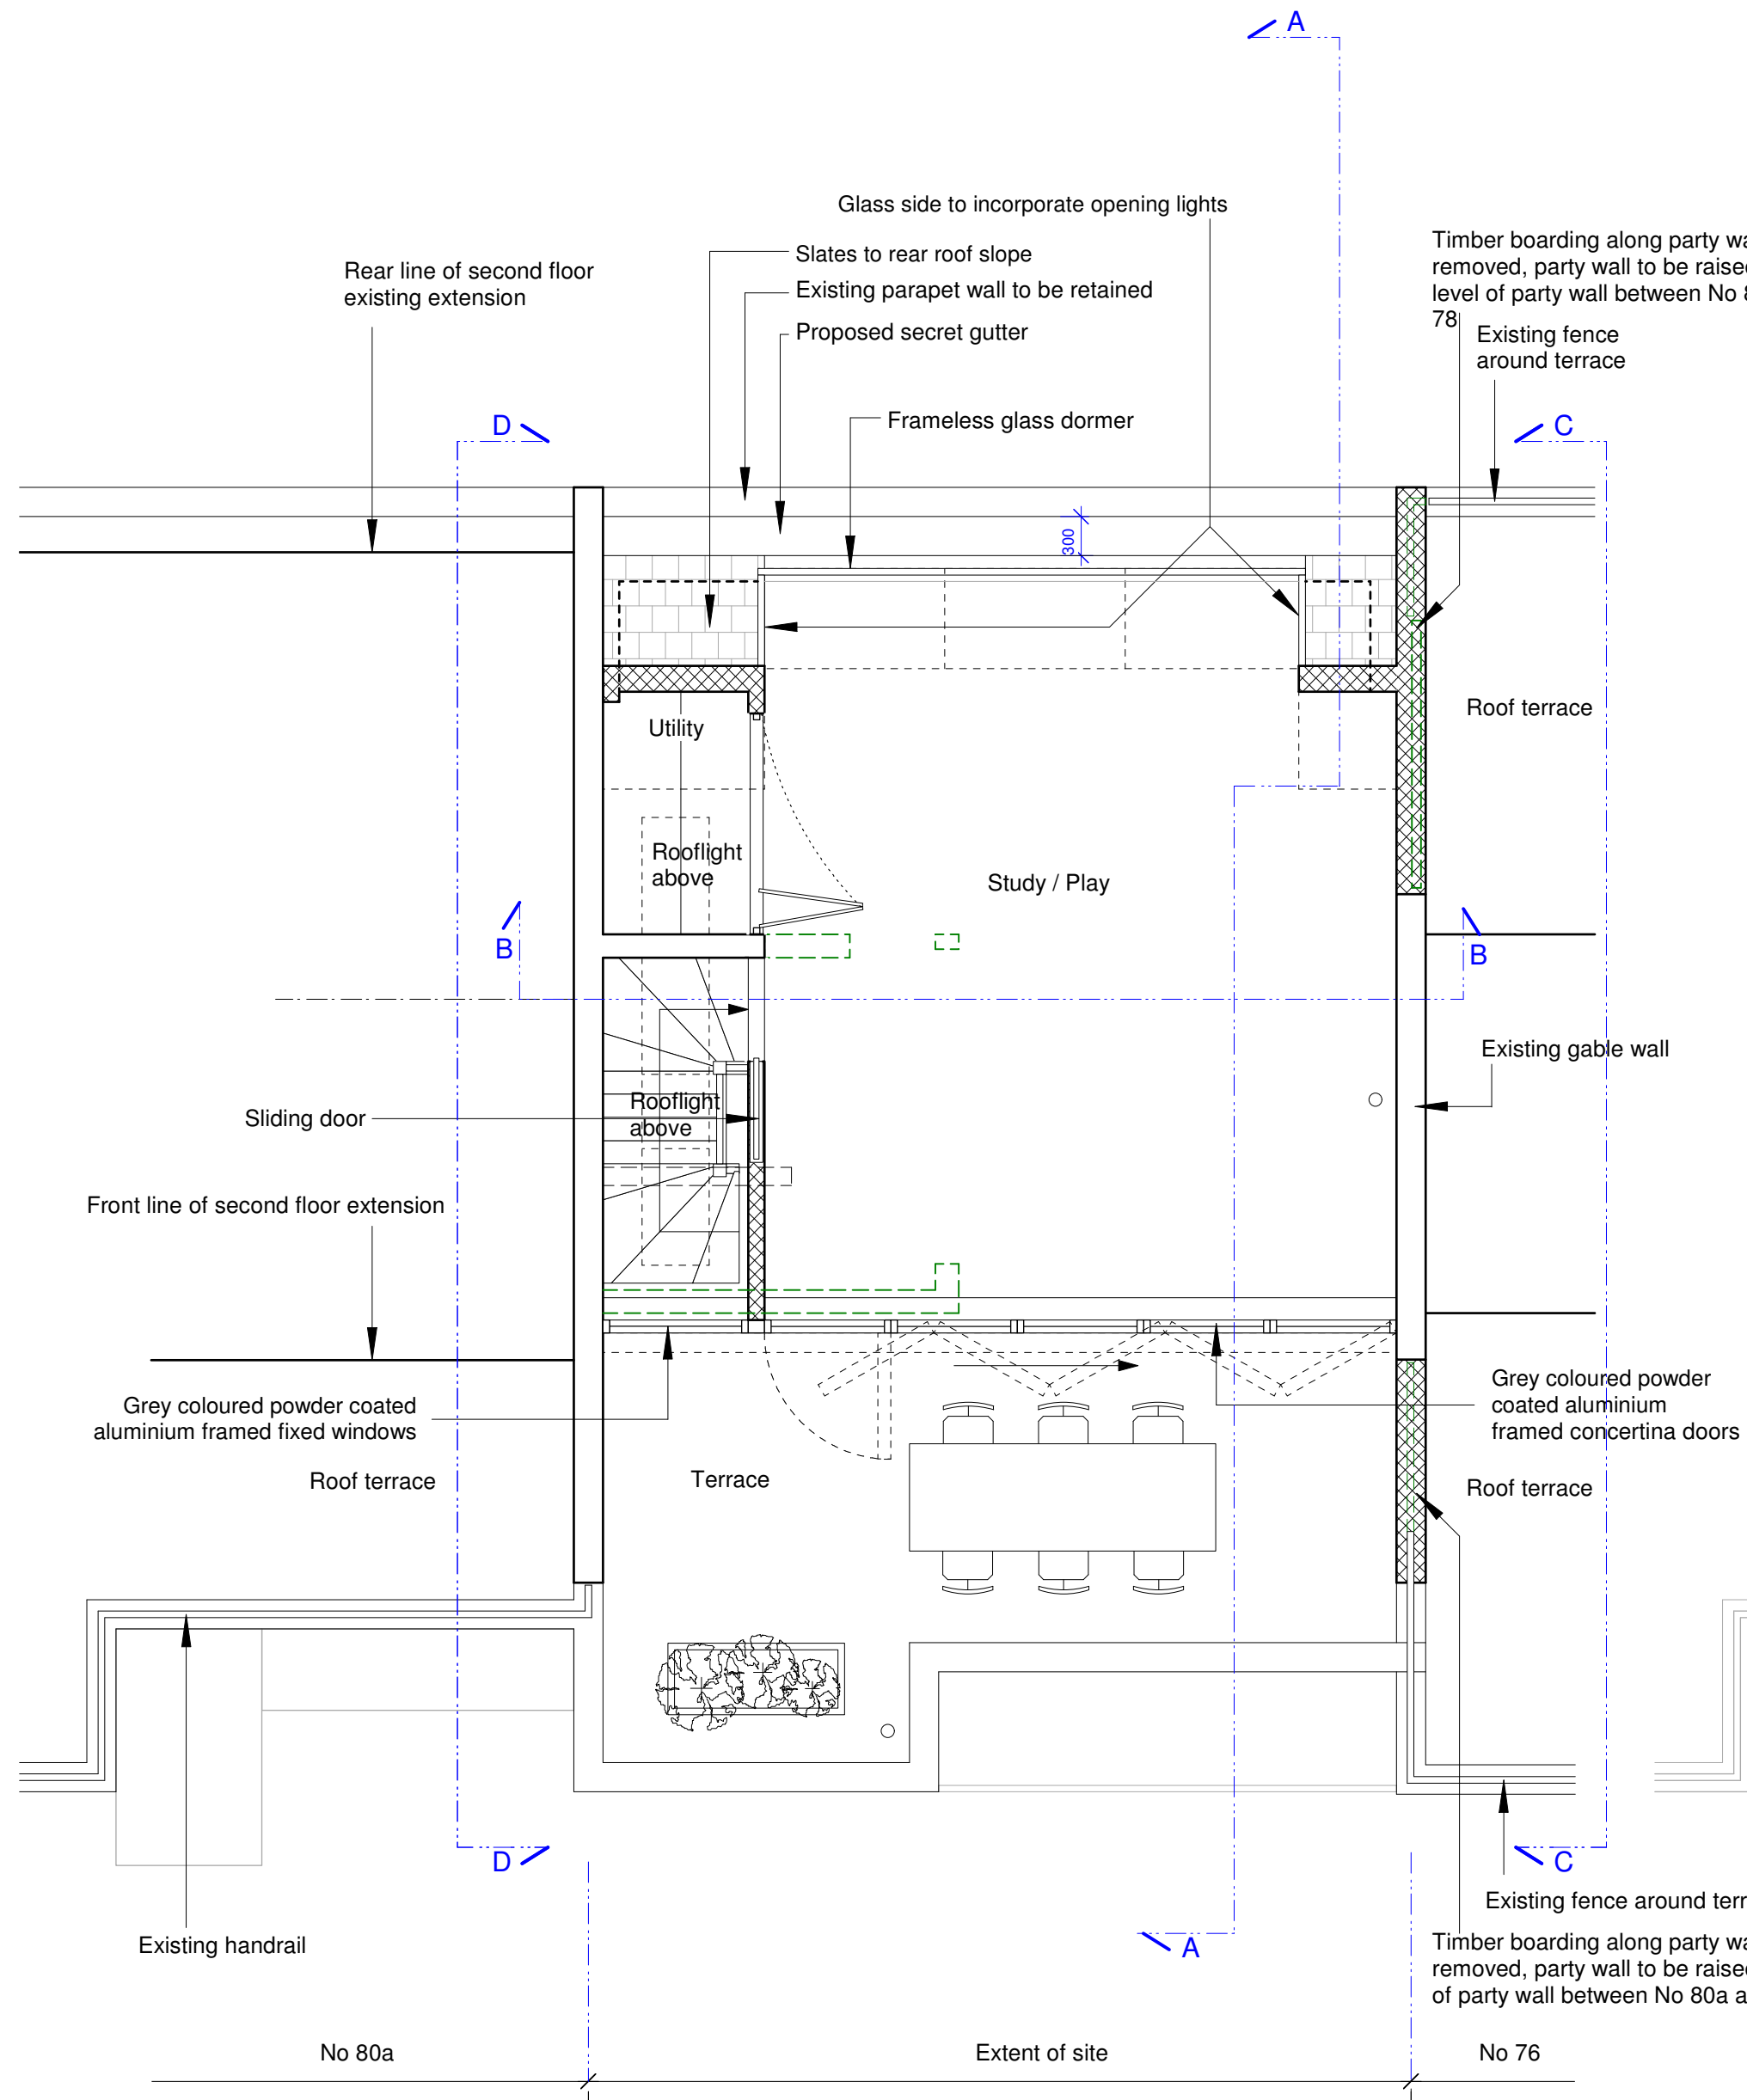 A
Glass side to incorporate opening lights
Slates to rear roof slope
Existing parapet wall to be retained
Proposed secret gutter
Frameless glass dormer
Rear line of second floor
existing extension
Timber boarding along party
removed, party wall to be
level of party wall between No
78
Existing fence
around terrace
D
C
300
Utility
Roof terrace
Rooflight
above
Study / Play
B
B
Existing gable wall
Rooflight
above
Sliding door
Front line of second floor extension
Grey coloured powder coated
aluminium framed fixed windows
Grey coloured powder
coated aluminium
framed concertina doors
Roof terrace
Terrace
Roof terrace
D
C
A
Existing handrail
Existing fence around
Timber boarding along party
removed, party wall to be
of party wall between No 80a
No 80a
Extent of site
No 76